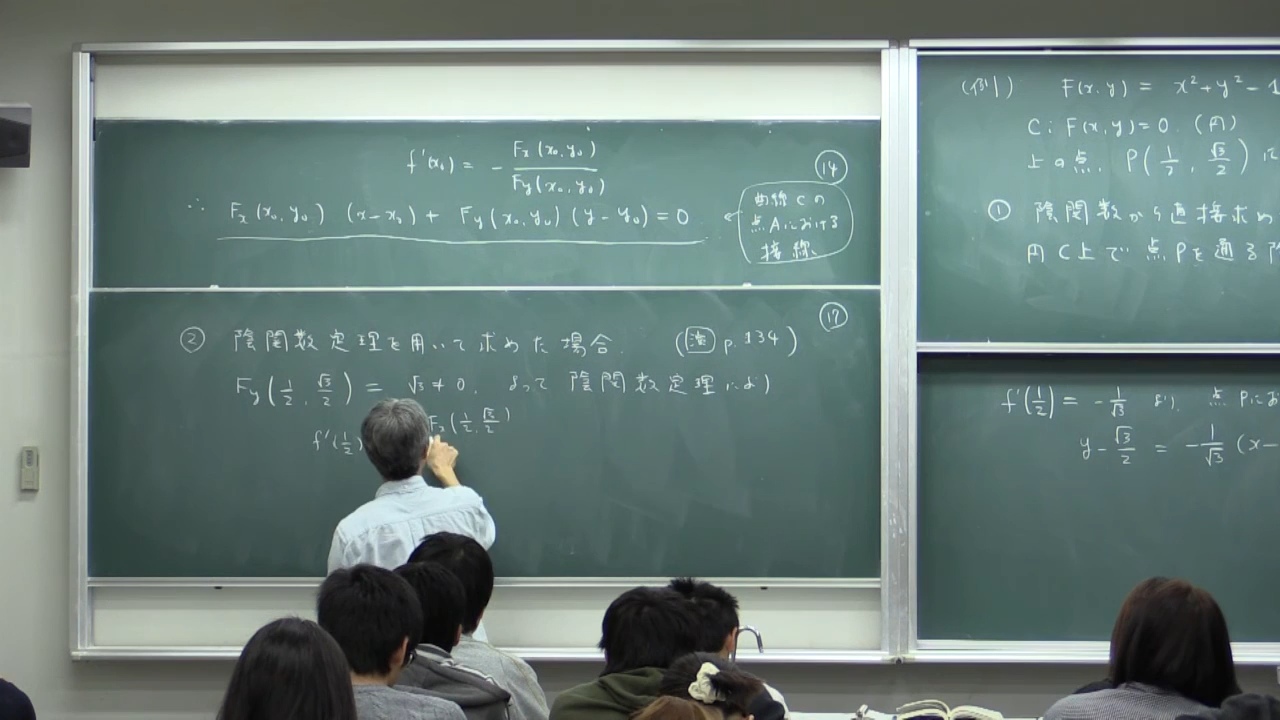 f'(x₀) = - Fx(x₀, y₀) / Fy(x₀, y₀)
⑭
∴ Fx(x₀, y₀) (x-x₀) + Fy(x₀, y₀) (y-y₀) = 0
曲線 C の
点 A における
接線
⑰
② 陰関数定理を用いて求めた場合. (演 p.134)
Fy(1/2, √3/2) = √3 ≠ 0. よって 陰関数定理により
Fx(1/2, √3/2)
f'(1/2)
(例1) F(x, y) = x² + y² - 1
C: F(x, y) = 0. (円)
上の点 P(1/2, √3/2) に
① 陰関数から直接求め
円 C 上で 点 P を 通る 陰
f'(1/2) = - 1/√3 より. 点 P にお
y - √3/2 = - 1/√3 (x-